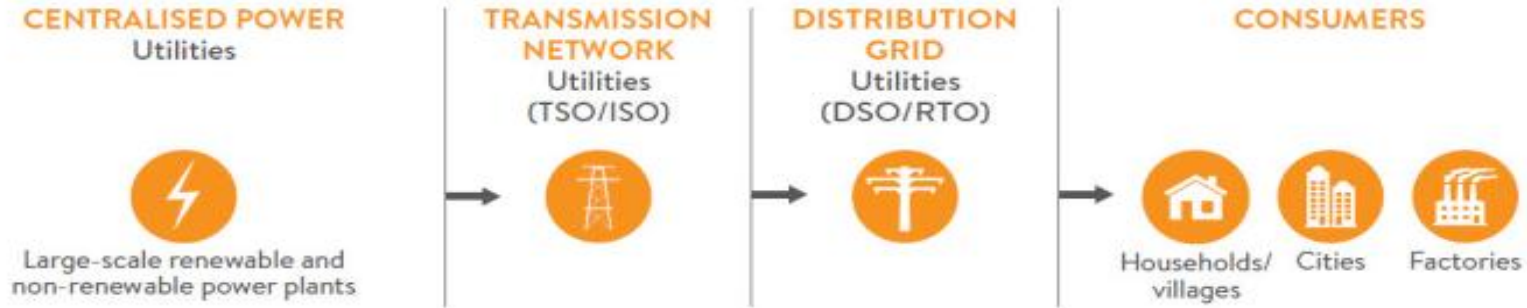 CENTRALISED POWER
Utilities
Large-scale renewable and
non-renewable power plants
TRANSMISSION
NETWORK
Utilities
(TSO/ISO)
DISTRIBUTION
GRID
Utilities
(DSO/RTO)
CONSUMERS
Households/
villages
Cities
Factories